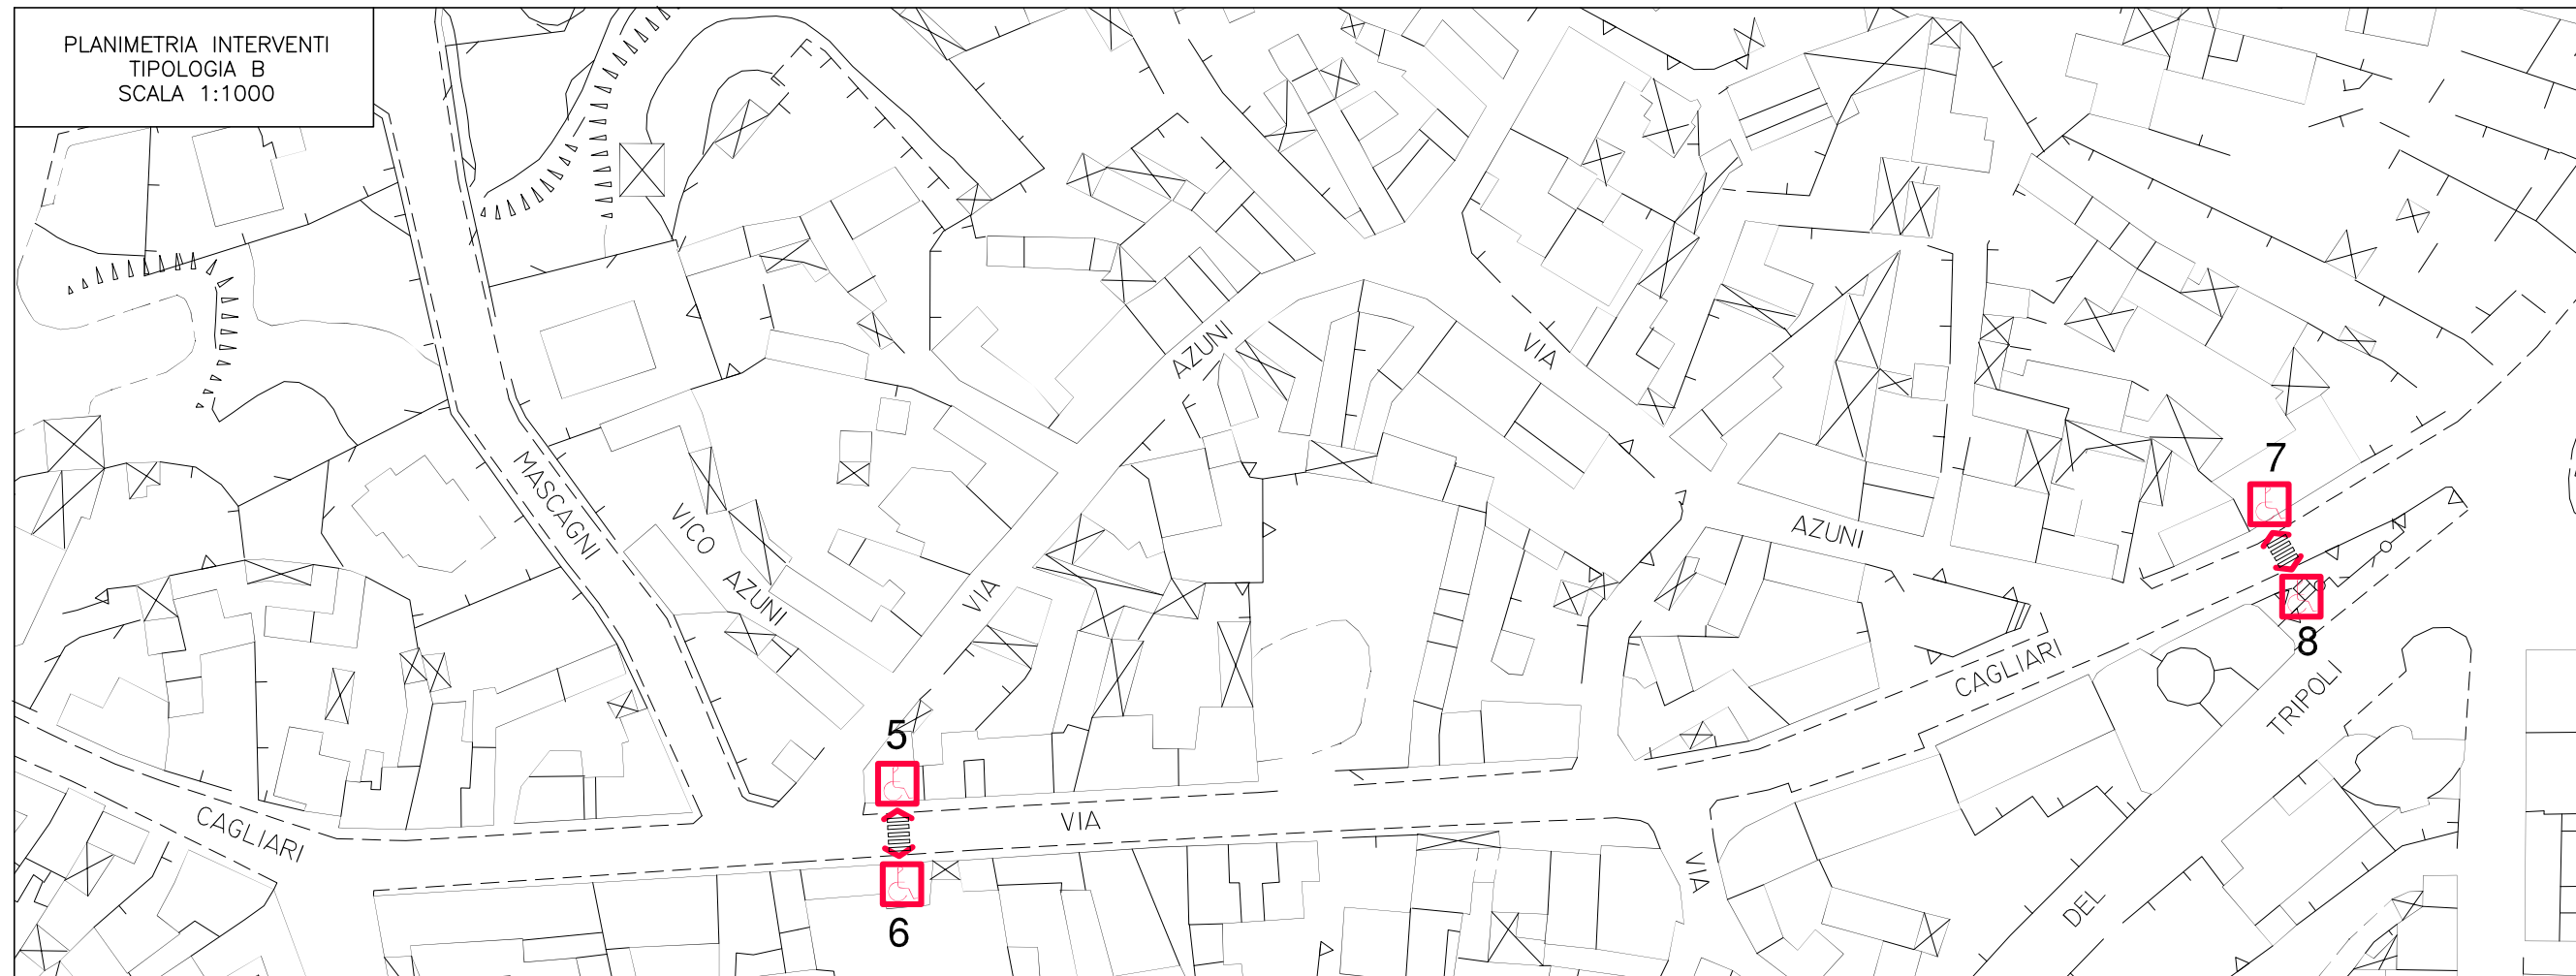 PLANIMETRIA INTERVENTI
TIPOLOGIA B
SCALA 1:1000
AZUNI
VIA
MASCAGNI
VICO
AZUNI
VIA
AZUNI
7
8
CAGLIARI
TRIPOLI
5
CAGLIARI
VIA
VIA
6
DEL